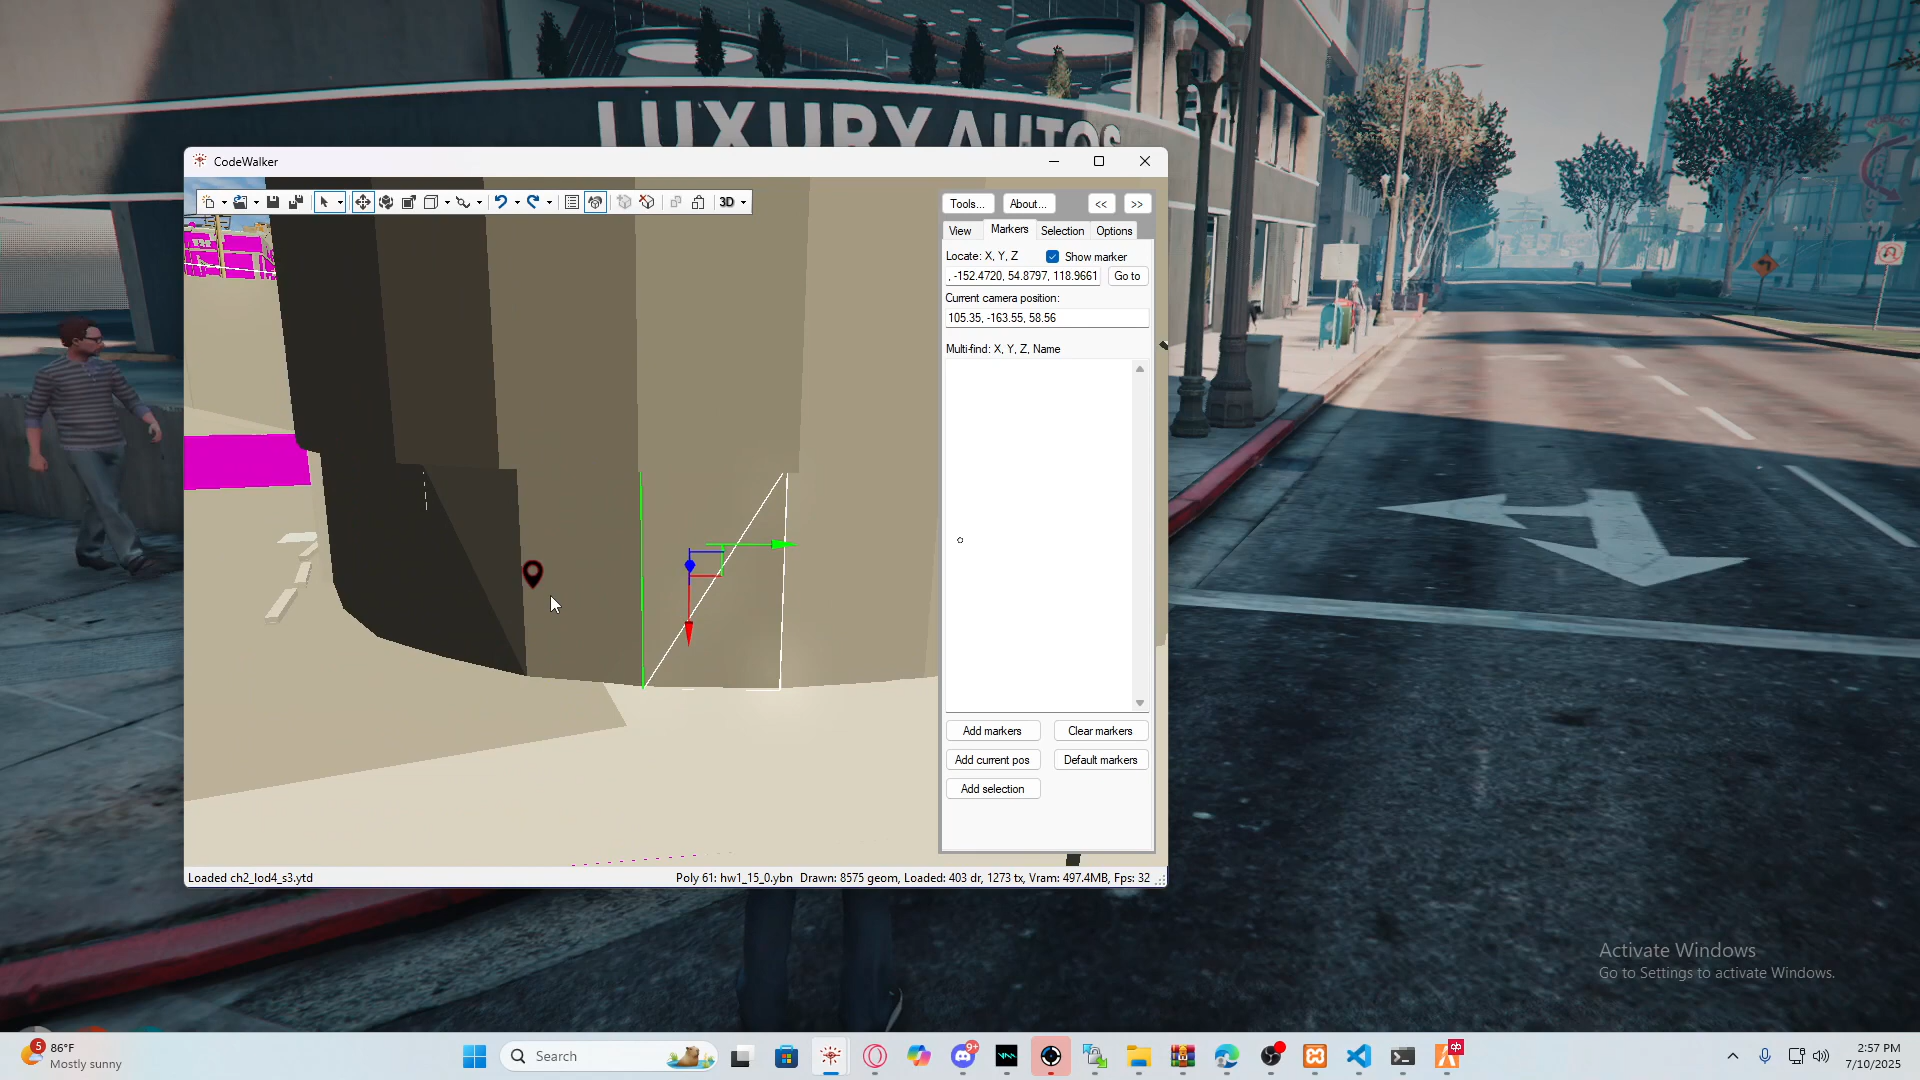 LUXURY AUTOS
CodeWalker
3D
Tools...
About...
<<
>>
View
Markers
Selection
Options
Locate: X, Y, Z
Show marker
, -152.4720, 54.8797, 118.9661
Go to
Current camera position:
105.35, -163.55, 58.56
Multi-find: X, Y, Z, Name
Add markers
Clear markers
Add current pos
Default markers
Add selection
Loaded ch2_lod4_s3.ytd
Poly 61: hw1_15_0.ybn Drawn: 8575 geom, Loaded: 403 dr, 1273 tx, Vram: 497.4MB, Fps: 32
Activate Windows
Go to Settings to activate Windows.
5
86°F
Mostly sunny
Search
9+
2:57 PM
7/10/2025